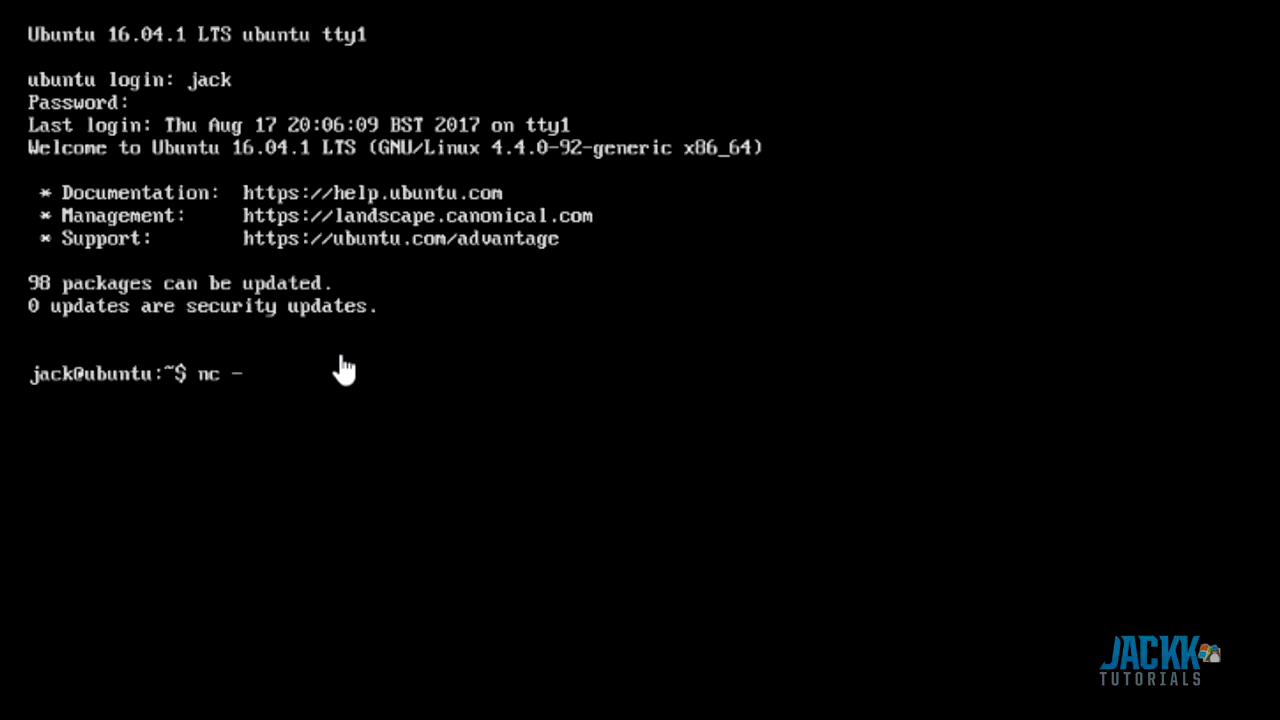 Ubuntu 16.04.1 LTS ubuntu tty1
ubuntu login: jack
Password:
Last login: Thu Aug 17 20:06:09 BST 2017 on tty1
Welcome to Ubuntu 16.04.1 LTS (GNU/Linux 4.4.0-92-generic x86_64)
* Documentation:  https://help.ubuntu.com
* Management:     https://landscape.canonical.com
* Support:        https://ubuntu.com/advantage
98 packages can be updated.
0 updates are security updates.
jack@ubuntu:~$ nc -
JACKK
TUTORIALS